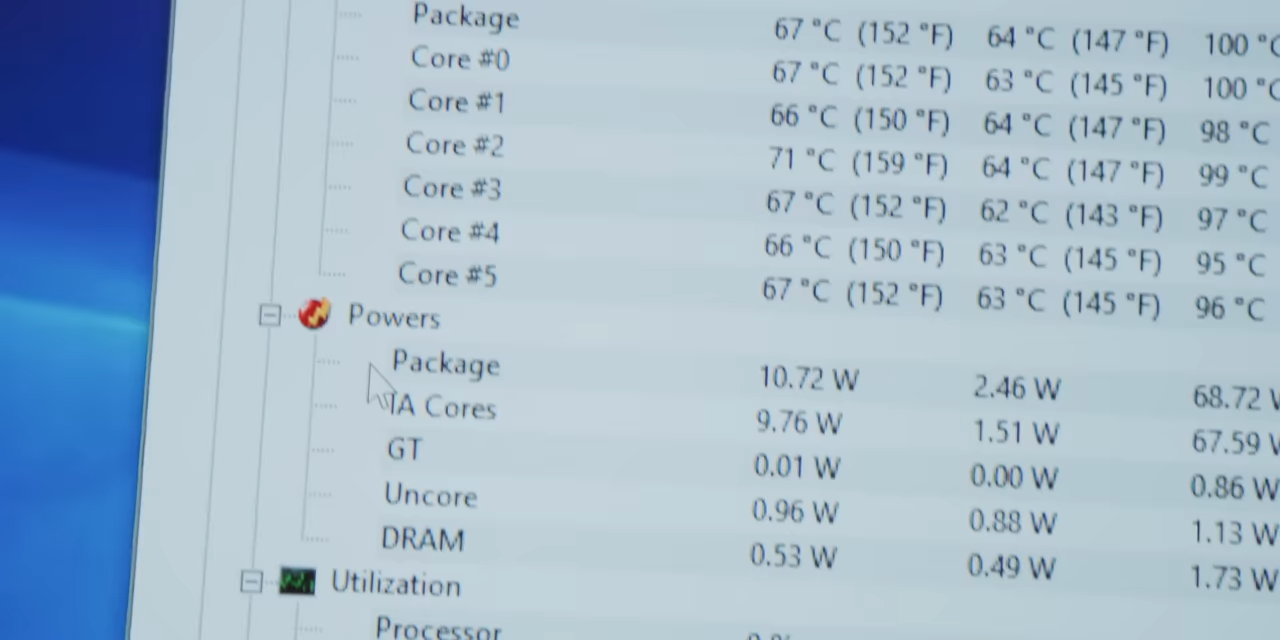 Package 67 °C (152 °F) 64 °C (147 °F) 100 °C
Core #0 67 °C (152 °F) 63 °C (145 °F) 100 °C
Core #1 66 °C (150 °F) 64 °C (147 °F) 98 °C
Core #2 71 °C (159 °F) 64 °C (147 °F) 99 °C
Core #3 67 °C (152 °F) 62 °C (143 °F) 97 °C
Core #4 66 °C (150 °F) 63 °C (145 °F) 95 °C
Core #5 67 °C (152 °F) 63 °C (145 °F) 96 °C
Powers
Package 10.72 W 2.46 W 68.72 W
IA Cores 9.76 W 1.51 W 67.59 W
GT 0.01 W 0.00 W 0.86 W
Uncore 0.96 W 0.88 W 1.13 W
DRAM 0.53 W 0.49 W 1.73 W
Utilization
Processor